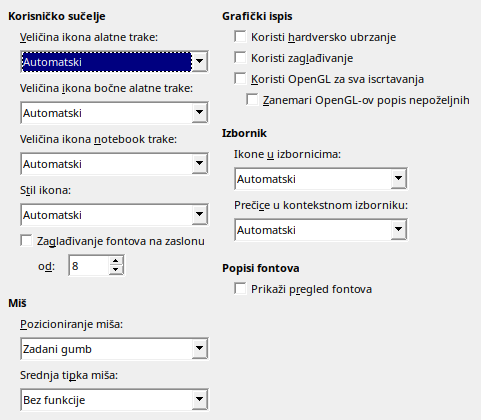 Korisničko sučelje
Veličina ikona alatne trake:
Automatski
Veličina ikona bočne alatne trake:
Automatski
Veličina ikona notebook trake:
Automatski
Stil ikona:
Automatski
Zaglađivanje fontova na zaslonu
od: 8
Miš
Pozicioniranje miša:
Zadani gumb
Srednja tipka miša:
Bez funkcije
Grafički ispis
Koristi hardversko ubrzanje
Koristi zaglađivanje
Koristi OpenGL za sva iscrtavanja
Zanemari OpenGL-ov popis nepoželjnih
Izbornik
Ikone u izbornicima:
Automatski
Prečice u kontekstnom izborniku:
Automatski
Popisi fontova
Prikaži pregled fontova